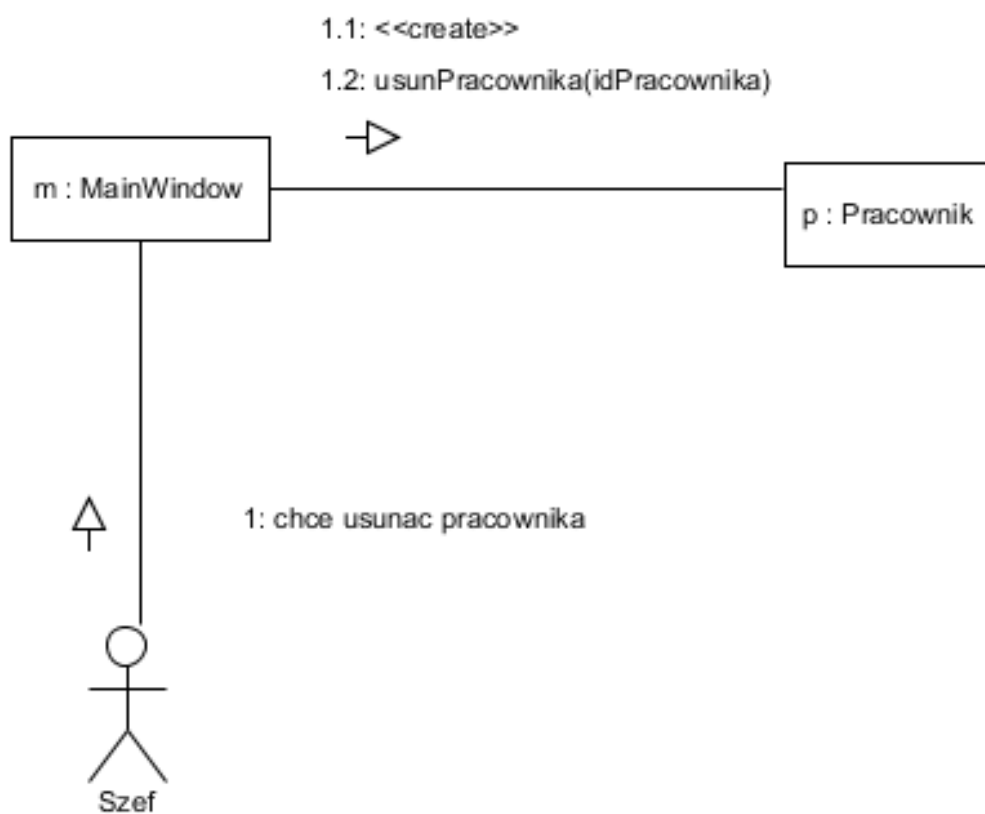 1.1: <<create>>
1.2: usunPracownika(idPracownika)
m : MainWindow
p : Pracownik
1: chce usunac pracownika
Szef